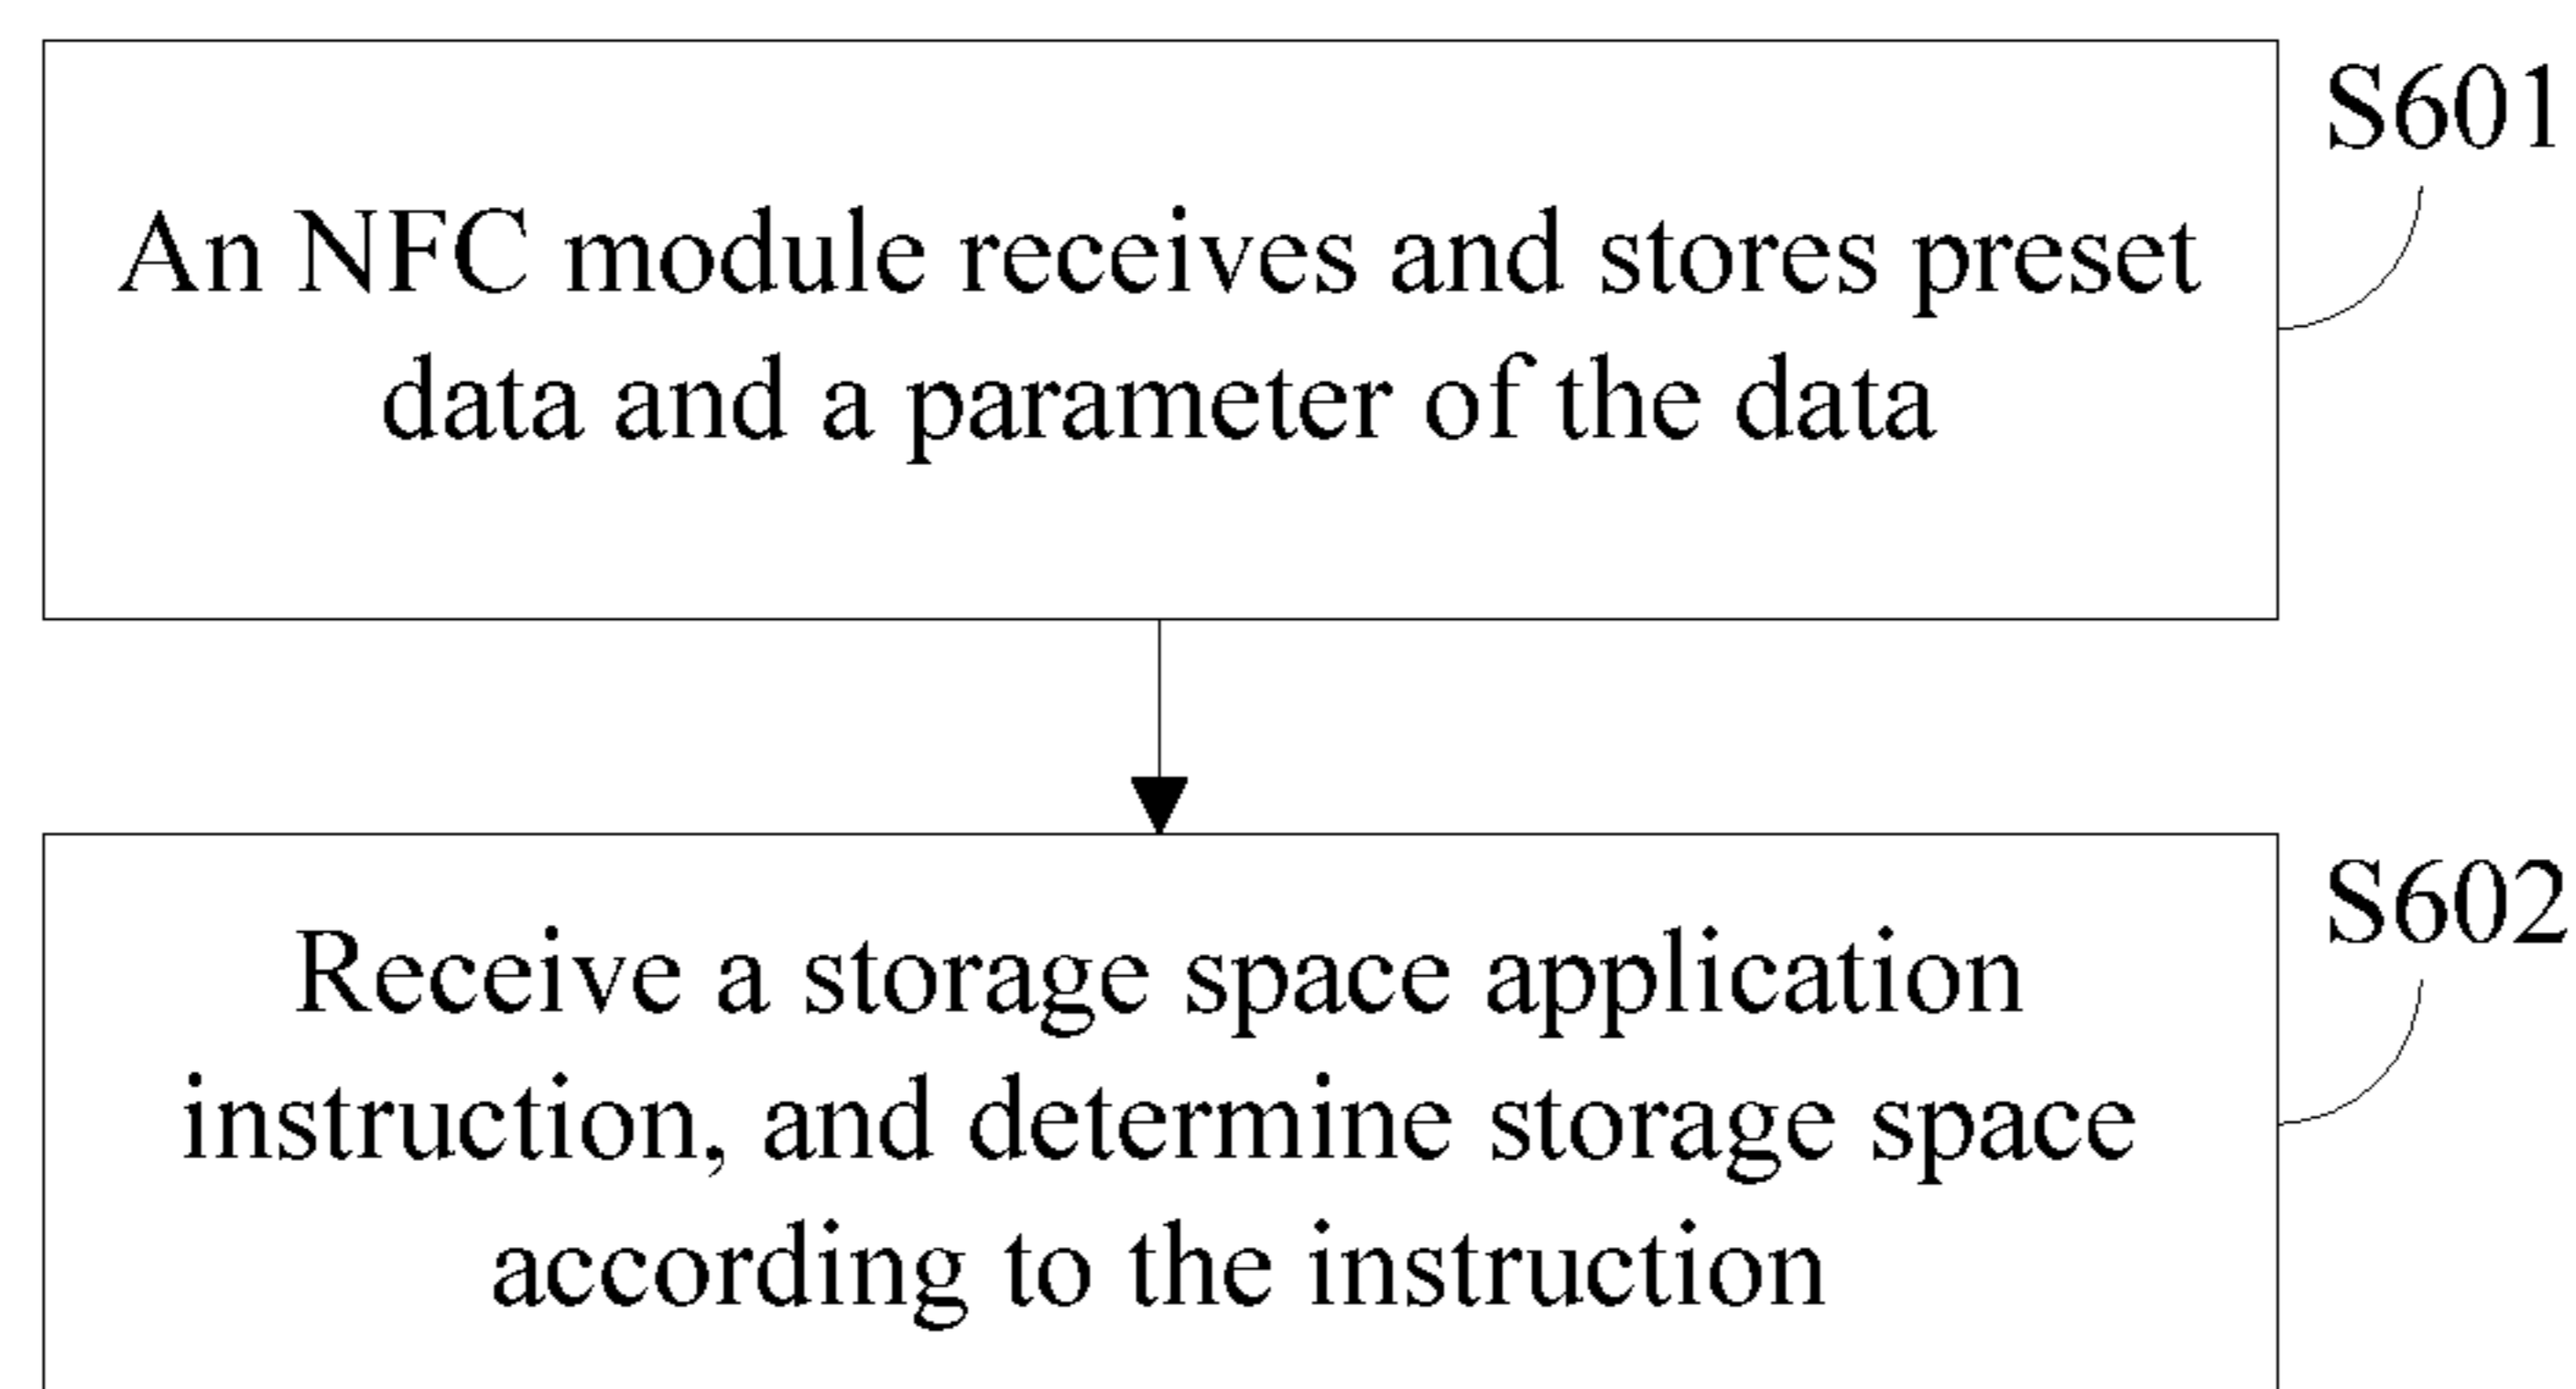 S601
An NFC module receives and stores preset
data and a parameter of the data
S602
Receive a storage space application
instruction, and determine storage space
according to the instruction